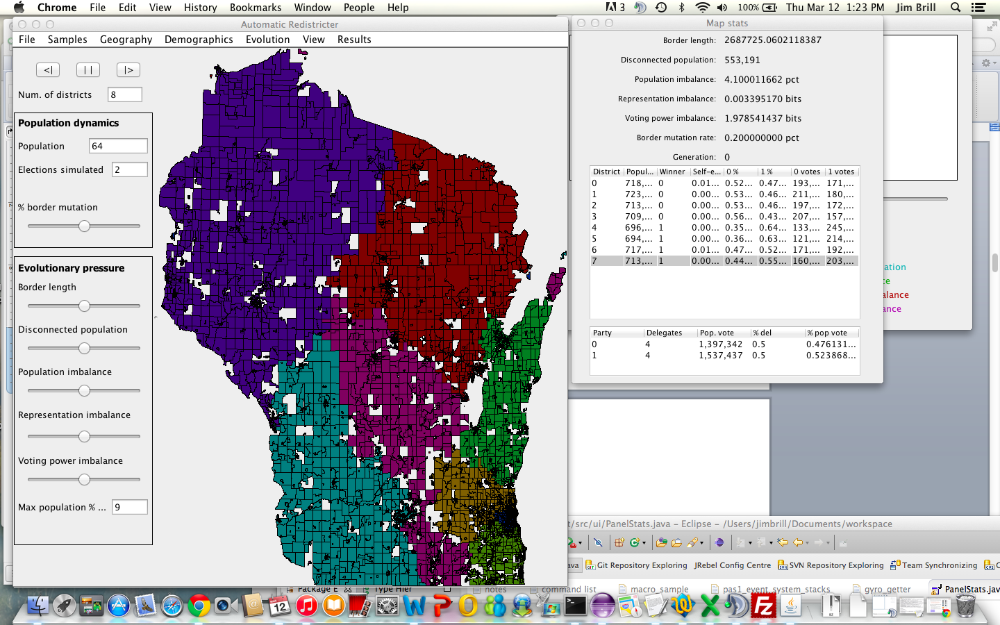 Chrome File Edit View History Bookmarks Window People Help 3 100% Thu Mar 12 1:23 PM Jim Brill
Automatic Redistricter
File Samples Geography Demographics Evolution View Results
<| | | |>
Num. of districts 8
Population dynamics
Population 64
Elections simulated 2
% border mutation
Evolutionary pressure
Border length
Disconnected population
Population imbalance
Representation imbalance
Voting power imbalance
Max population % ... 9
Map stats
Border length: 2687725.0602118387
Disconnected population: 553,191
Population imbalance: 4.100011662 pct
Representation imbalance: 0.003395170 bits
Voting power imbalance: 1.978541437 bits
Border mutation rate: 0.200000000 pct
Generation: 0
District Popul... Winner Self-e... 0 % 1 % 0 votes 1 votes
0 718,... 0 0.01... 0.52... 0.47... 193,... 171,...
1 723,... 0 0.00... 0.53... 0.46... 211,... 180,...
2 713,... 0 0.00... 0.53... 0.46... 197,... 172,...
3 709,... 0 0.00... 0.56... 0.43... 207,... 157,...
4 696,... 1 0.00... 0.35... 0.64... 133,... 245,...
5 694,... 1 0.00... 0.36... 0.63... 121,... 214,...
6 717,... 1 0.01... 0.47... 0.52... 171,... 192,...
7 713,... 1 0.00... 0.44... 0.55... 160,... 203,...
Party Delegates Pop. vote % del % pop vote
0 4 1,397,342 0.5 0.476131...
1 4 1,537,437 0.5 0.523868...
ation
ce
alance
ance
t/src/ui/PanelStats.java - Eclipse - /Users/jimbrill/Documents/workspace
ava Git Repository Exploring JRebel Config Centre SVN Repository Exploring Team Synchronizing
Package E Type Hier notes command list macro_sample pas1_event_system_stacks gyro_getter PanelStats.jav
MAR 12